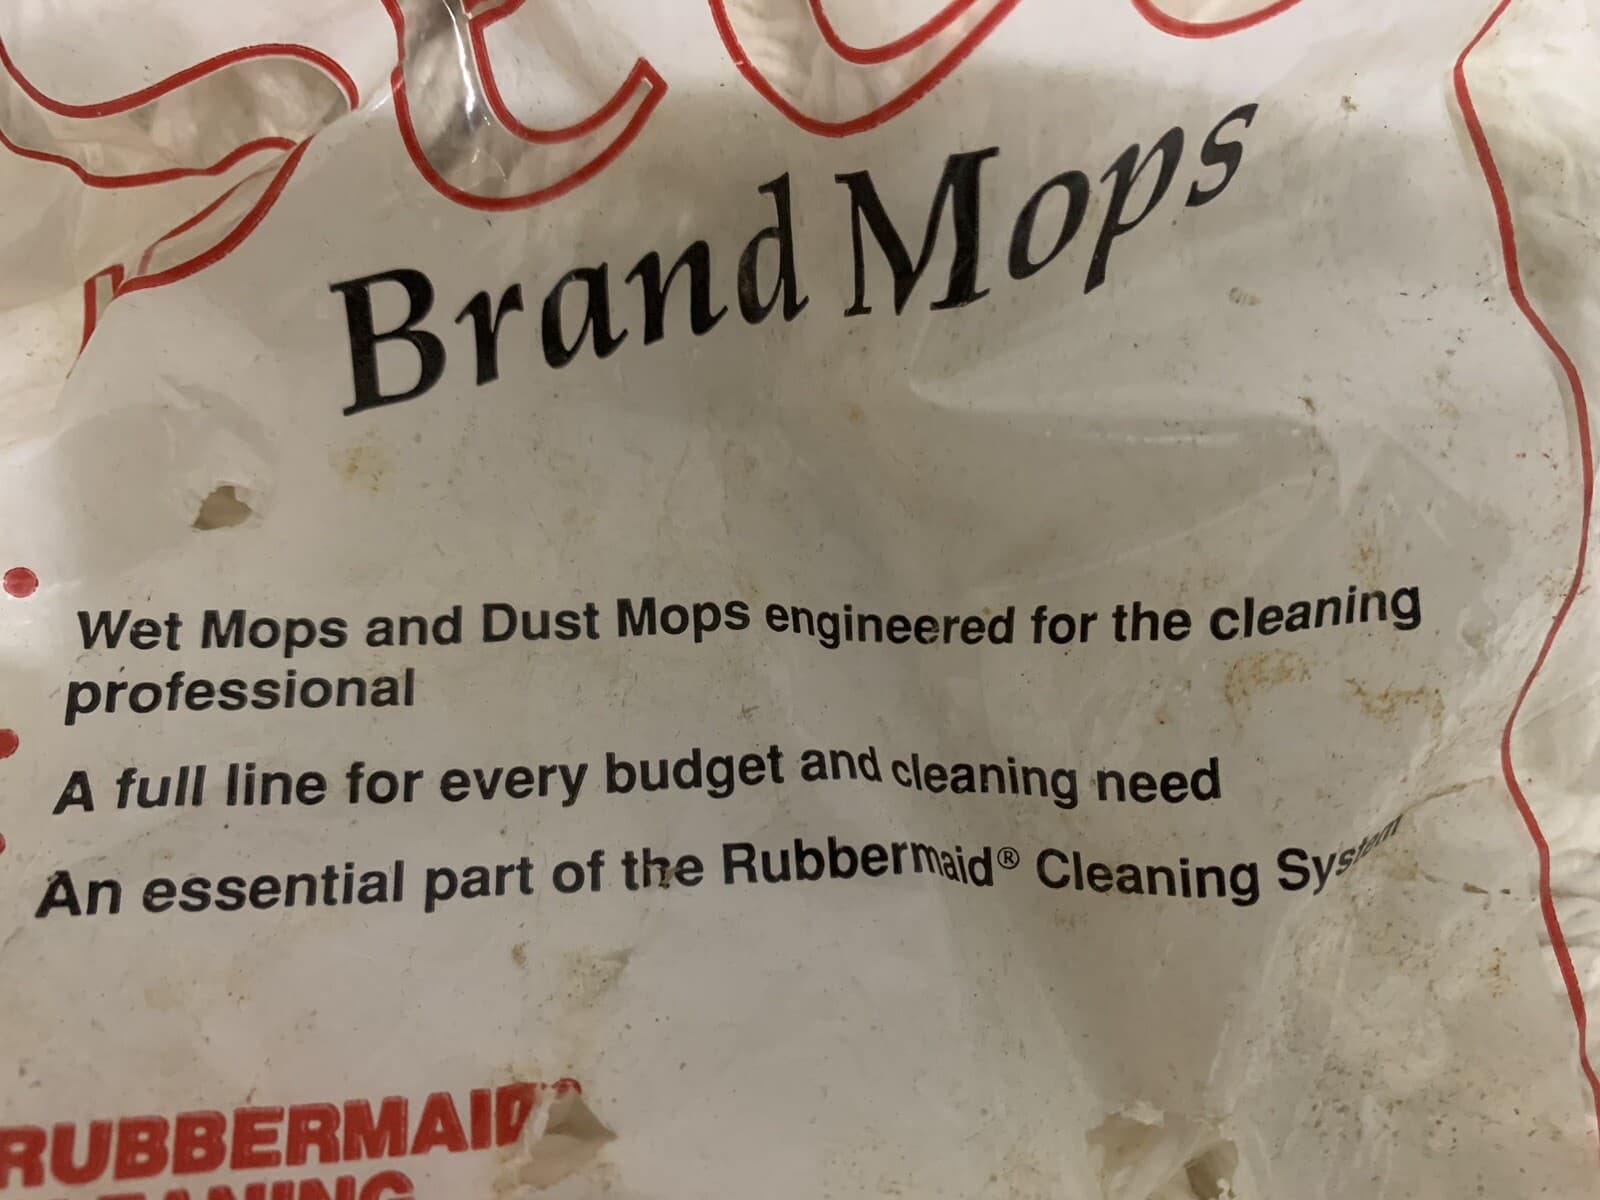 Brand Mops
Wet Mops and Dust Mops engineered for the cleaning
professional
A full line for every budget and cleaning need
An essential part of the Rubbermaid® Cleaning System
RUBBERMAID